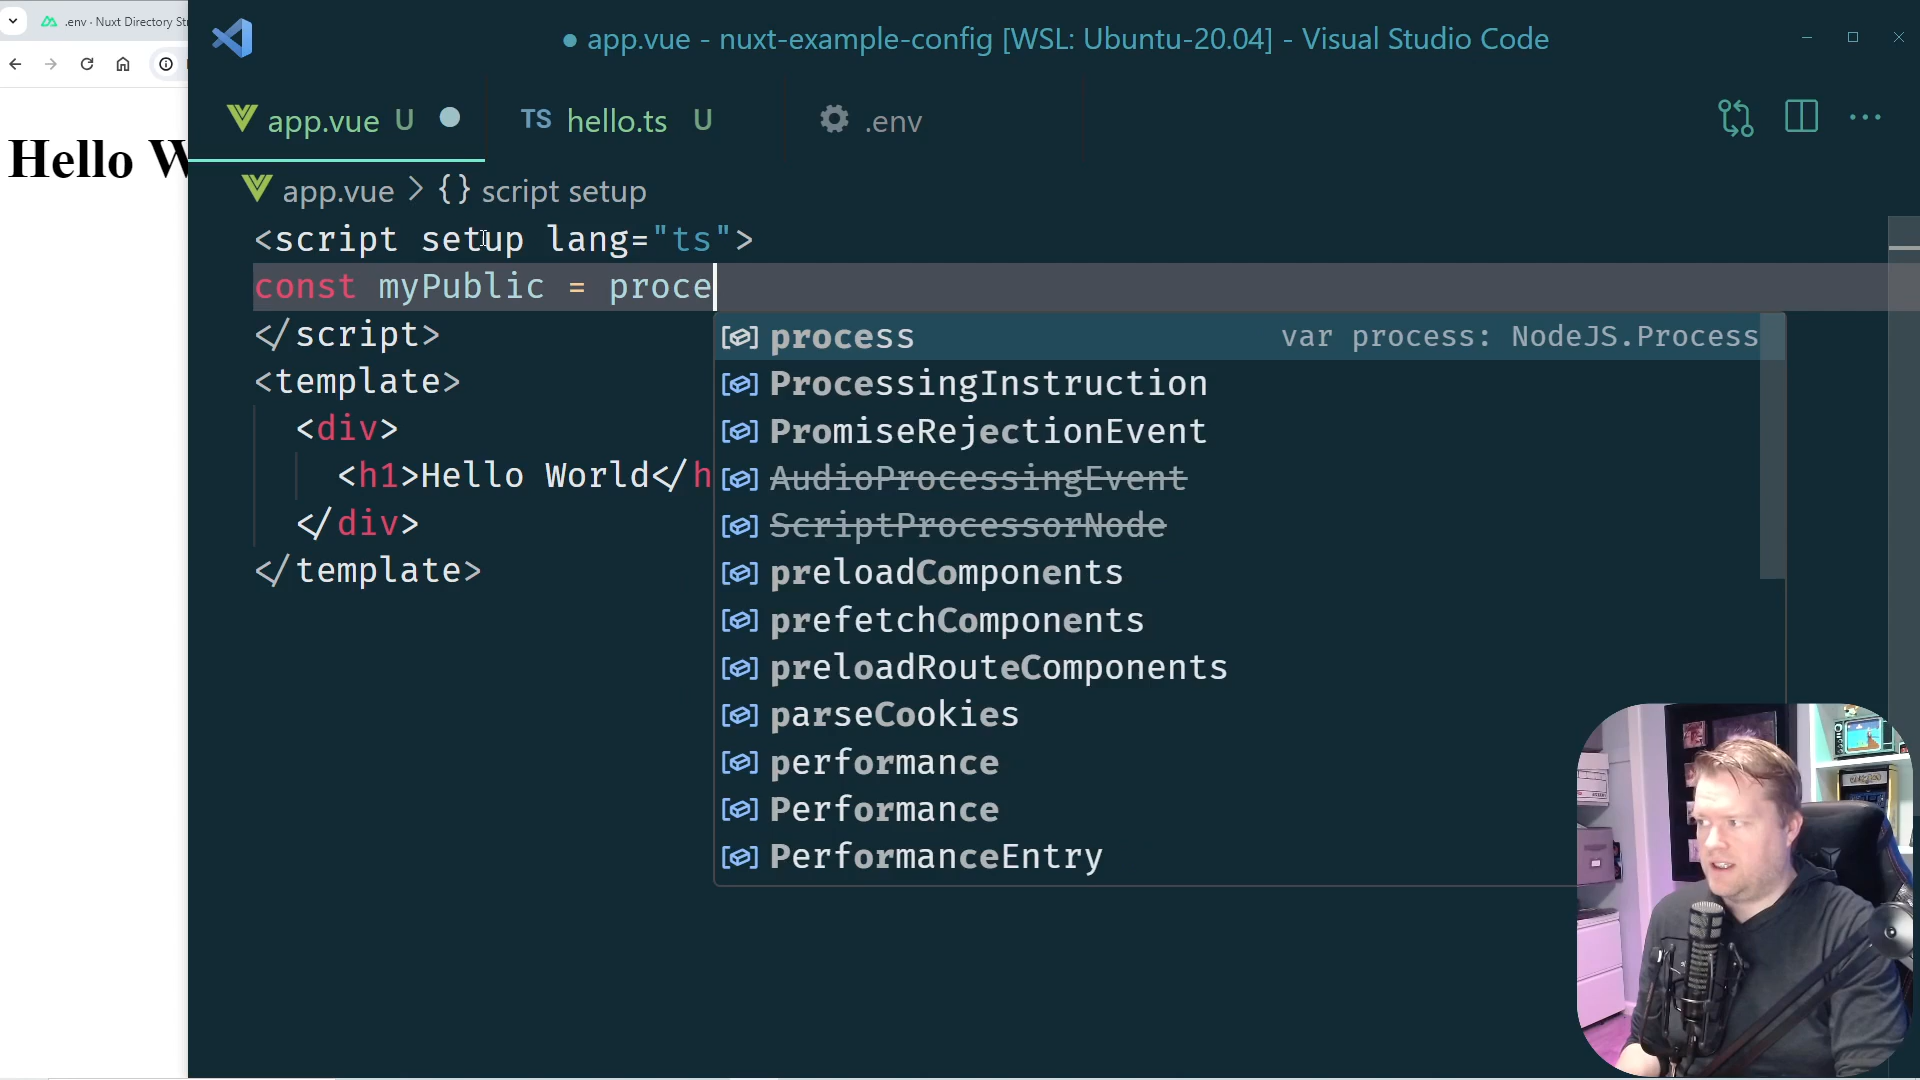 .env · Nuxt Directory Str
app.vue - nuxt-example-config [WSL: Ubuntu-20.04] - Visual Studio Code
app.vue U
TS hello.ts U
.env
Hello W
app.vue > {} script setup
<script setup lang="ts">
const myPublic = proce
</script>
<template>
<div>
<h1>Hello World</h
</div>
</template>
process var process: NodeJS.Process
ProcessingInstruction
PromiseRejectionEvent
AudioProcessingEvent
ScriptProcessorNode
preloadComponents
prefetchComponents
preloadRouteComponents
parseCookies
performance
Performance
PerformanceEntry